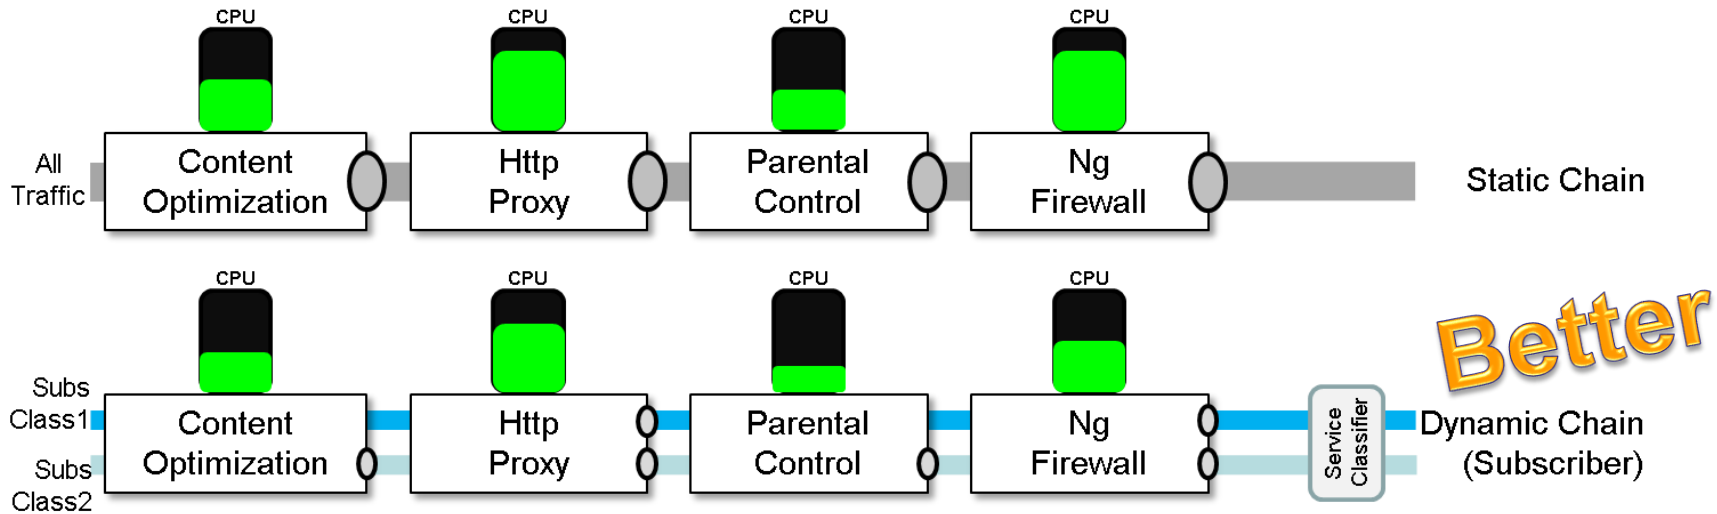 CPU
CPU
CPU
CPU
All
Traffic
Content
Optimization
Http
Proxy
Parental
Control
Ng
Firewall
Static Chain
CPU
CPU
CPU
CPU
Better
Subs
Class1
Subs
Class2
Content
Optimization
Http
Proxy
Parental
Control
Ng
Firewall
Service
Classifier
Dynamic Chain
(Subscriber)